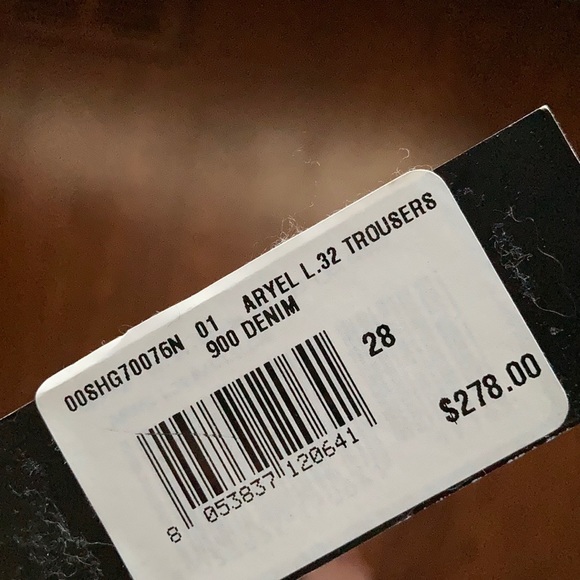 00SHG70076N 01 ARYEL L.32 TROUSERS
900 DENIM
28
$278.00
8 053837 120641